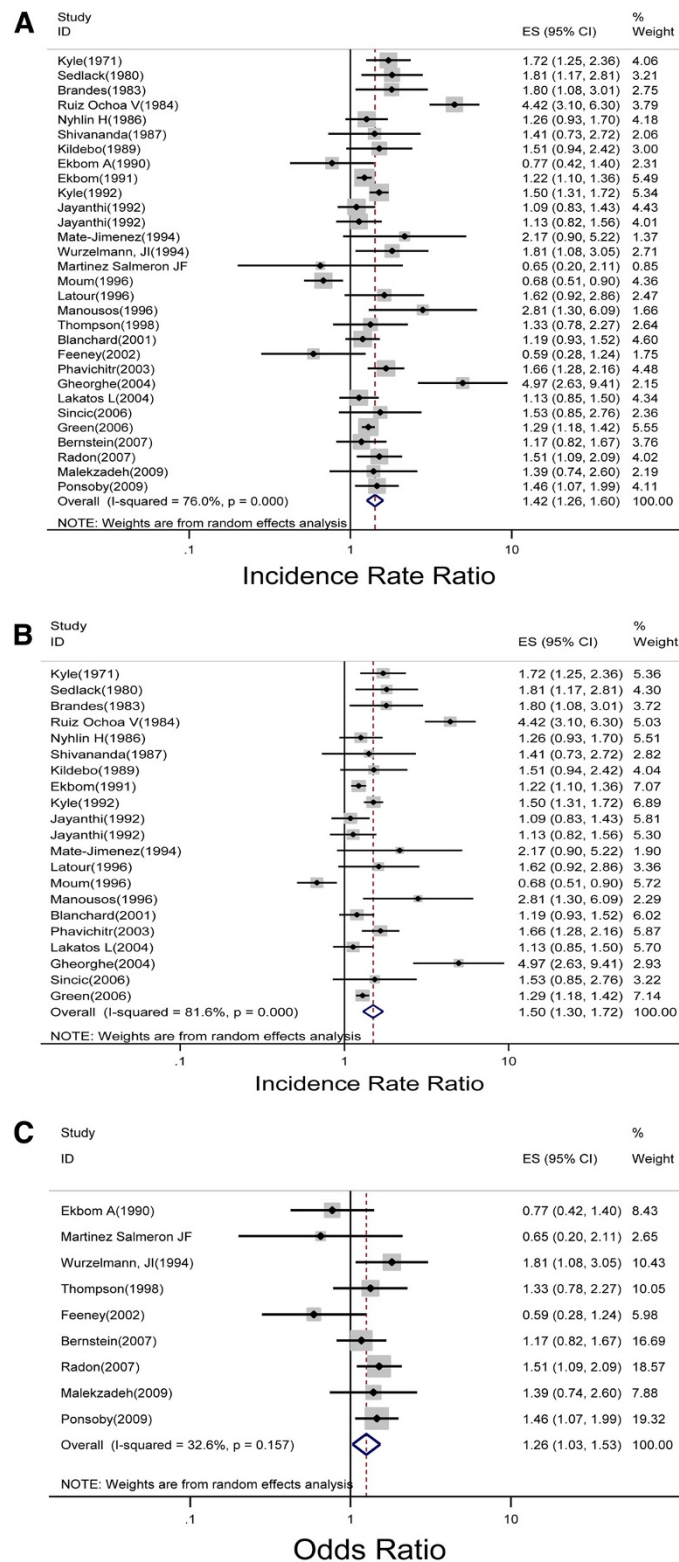 A
Study %
ID ES (95% CI) Weight
Kyle(1971) 1.72 (1.25, 2.36) 4.06
Sedlack(1980) 1.81 (1.17, 2.81) 3.21
Brandes(1983) 1.80 (1.08, 3.01) 2.75
Ruiz Ochoa V(1984) 4.42 (3.10, 6.30) 3.79
Nyhlin H(1986) 1.26 (0.93, 1.70) 4.18
Shivananda(1987) 1.41 (0.73, 2.72) 2.06
Kildebo(1989) 1.51 (0.94, 2.42) 3.00
Ekbom A(1990) 0.77 (0.42, 1.40) 2.31
Ekbom(1991) 1.22 (1.10, 1.36) 5.49
Kyle(1992) 1.50 (1.31, 1.72) 5.34
Jayanthi(1992) 1.09 (0.83, 1.43) 4.43
Jayanthi(1992) 1.13 (0.82, 1.56) 4.01
Mate-Jimenez(1994) 2.17 (0.90, 5.22) 1.37
Wurzelmann, JI(1994) 1.81 (1.08, 3.05) 2.71
Martinez Salmeron JF 0.65 (0.20, 2.11) 0.85
Moum(1996) 0.68 (0.51, 0.90) 4.36
Latour(1996) 1.62 (0.92, 2.86) 2.47
Manousos(1996) 2.81 (1.30, 6.09) 1.66
Thompson(1998) 1.33 (0.78, 2.27) 2.64
Blanchard(2001) 1.19 (0.93, 1.52) 4.60
Feeney(2002) 0.59 (0.28, 1.24) 1.75
Phavichitr(2003) 1.66 (1.28, 2.16) 4.48
Gheorghe(2004) 4.97 (2.63, 9.41) 2.15
Lakatos L(2004) 1.13 (0.85, 1.50) 4.34
Sincic(2006) 1.53 (0.85, 2.76) 2.36
Green(2006) 1.29 (1.18, 1.42) 5.55
Bernstein(2007) 1.17 (0.82, 1.67) 3.76
Radon(2007) 1.51 (1.09, 2.09) 4.02
Malekzadeh(2009) 1.39 (0.74, 2.60) 2.19
Ponsoby(2009) 1.46 (1.07, 1.99) 4.11
Overall (I-squared = 76.0%, p = 0.000) 1.42 (1.26, 1.60) 100.00
NOTE: Weights are from random effects analysis
.1 1 10
Incidence Rate Ratio
B
Study %
ID ES (95% CI) Weight
Kyle(1971) 1.72 (1.25, 2.36) 5.36
Sedlack(1980) 1.81 (1.17, 2.81) 4.30
Brandes(1983) 1.80 (1.08, 3.01) 3.72
Ruiz Ochoa V(1984) 4.42 (3.10, 6.30) 5.03
Nyhlin H(1986) 1.26 (0.93, 1.70) 5.51
Shivananda(1987) 1.41 (0.73, 2.72) 2.82
Kildebo(1989) 1.51 (0.94, 2.42) 4.04
Ekbom(1991) 1.22 (1.10, 1.36) 7.07
Kyle(1992) 1.50 (1.31, 1.72) 6.89
Jayanthi(1992) 1.09 (0.83, 1.43) 5.81
Jayanthi(1992) 1.13 (0.82, 1.56) 5.30
Mate-Jimenez(1994) 2.17 (0.90, 5.22) 1.90
Latour(1996) 1.62 (0.92, 2.86) 3.36
Moum(1996) 0.68 (0.51, 0.90) 5.72
Manousos(1996) 2.81 (1.30, 6.09) 2.29
Blanchard(2001) 1.19 (0.93, 1.52) 6.02
Phavichitr(2003) 1.66 (1.28, 2.16) 5.87
Lakatos L(2004) 1.13 (0.85, 1.50) 5.70
Gheorghe(2004) 4.97 (2.63, 9.41) 2.93
Sincic(2006) 1.53 (0.85, 2.76) 3.22
Green(2006) 1.29 (1.18, 1.42) 7.14
Overall (I-squared = 81.6%, p = 0.000) 1.50 (1.30, 1.72) 100.00
NOTE: Weights are from random effects analysis
.1 1 10
Incidence Rate Ratio
C
Study %
ID ES (95% CI) Weight
Ekbom A(1990) 0.77 (0.42, 1.40) 8.43
Martinez Salmeron JF 0.65 (0.20, 2.11) 2.65
Wurzelmann, JI(1994) 1.81 (1.08, 3.05) 10.43
Thompson(1998) 1.33 (0.78, 2.27) 10.05
Feeney(2002) 0.59 (0.28, 1.24) 5.98
Bernstein(2007) 1.17 (0.82, 1.67) 16.69
Radon(2007) 1.51 (1.09, 2.09) 18.57
Malekzadeh(2009) 1.39 (0.74, 2.60) 7.88
Ponsoby(2009) 1.46 (1.07, 1.99) 19.32
Overall (I-squared = 32.6%, p = 0.157) 1.26 (1.03, 1.53) 100.00
NOTE: Weights are from random effects analysis
.1 1 10
Odds Ratio